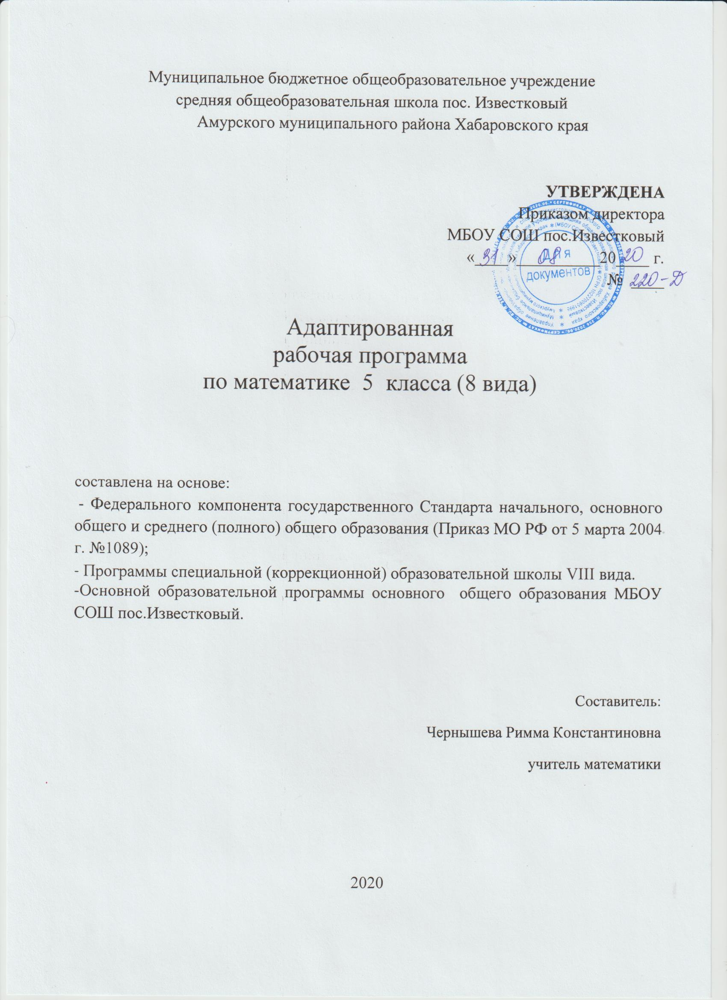 Муниципальное бюджетное общеобразовательное учреждение
средняя общеобразовательная школа пос. Известковый
Амурского муниципального района Хабаровского края
УТВЕРЖДЕНА
Приказом директора
МБОУ СОШ пос.Известковый
«31» 08 2020 г.
№ 220-Д
Для
документов
Адаптированная
рабочая программа
по математике 5 класса (8 вида)
составлена на основе:
- Федерального компонента государственного Стандарта начального, основного
общего и среднего (полного) общего образования (Приказ МО РФ от 5 марта 2004
г. №1089);
- Программы специальной (коррекционной) образовательной школы VIII вида.
-Основной образовательной программы основного общего образования МБОУ
СОШ пос.Известковый.
Составитель:
Чернышева Римма Константиновна
учитель математики
2020